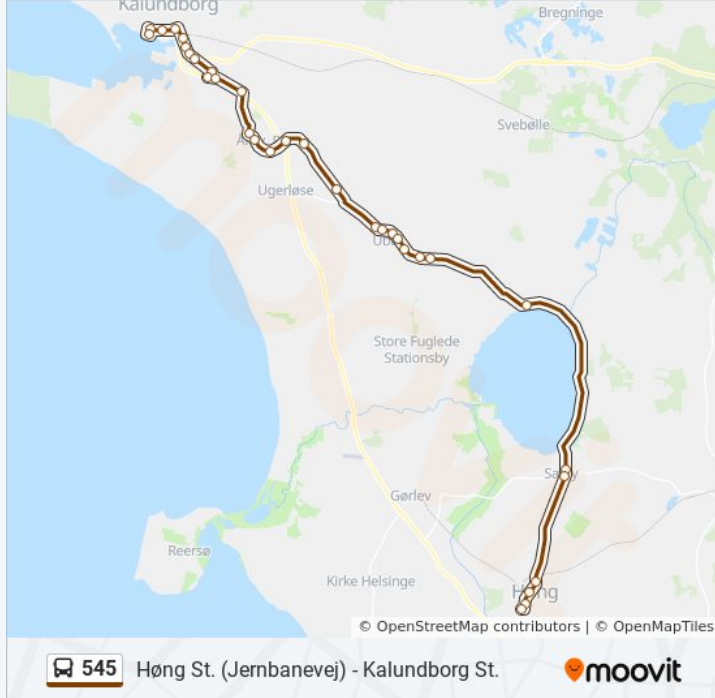 Kalundborg
Bregninge
Svebølle
Ugerløse
Store Fuglede
Stationsby
Gørlev
Reersø
Kirke Helsinge
Høng
© OpenStreetMap contributors | © OpenMapTiles
545 Høng St. (Jernbanevej) - Kalundborg St.
moovit